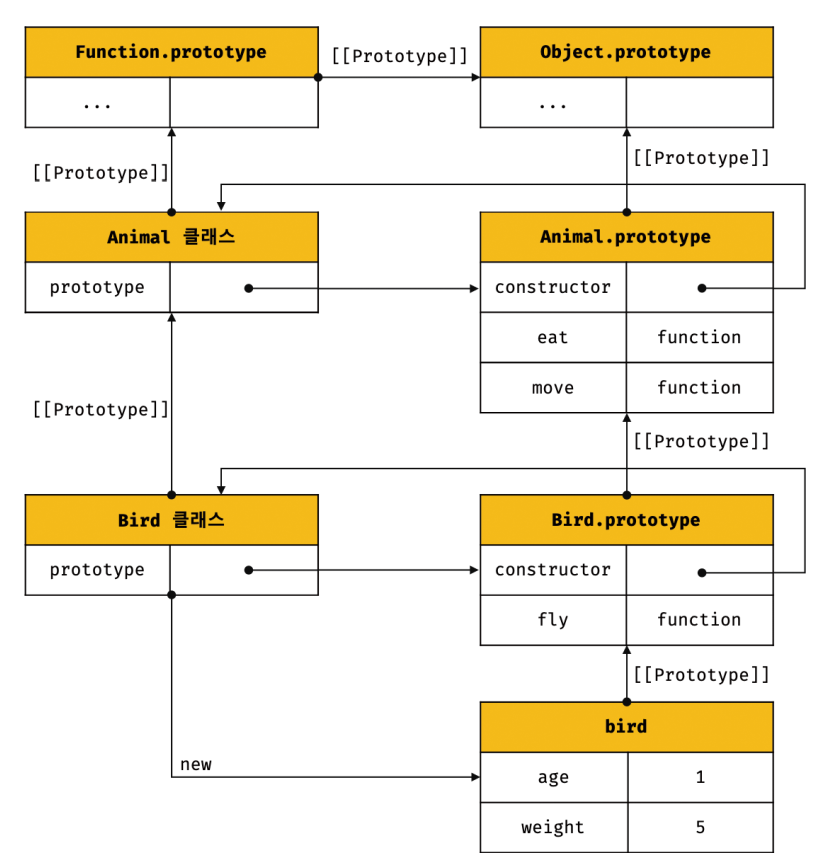 Function.prototype
[[Prototype]]
Object.prototype
...
...
[[Prototype]]
[[Prototype]]
Animal 클래스
Animal.prototype
prototype
constructor
eat
function
move
function
[[Prototype]]
[[Prototype]]
Bird 클래스
Bird.prototype
prototype
constructor
fly
function
[[Prototype]]
bird
new
age
1
weight
5